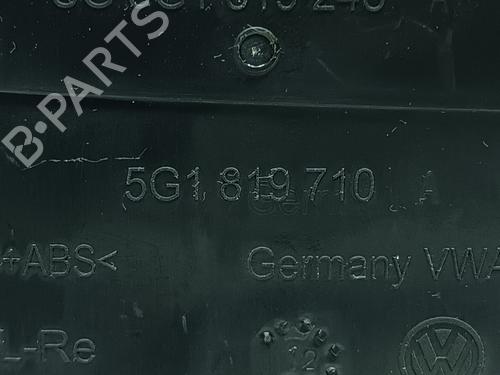 B-PARTS
5G1 819 710 A
+ABS<
Germany VWA
L-Re
12